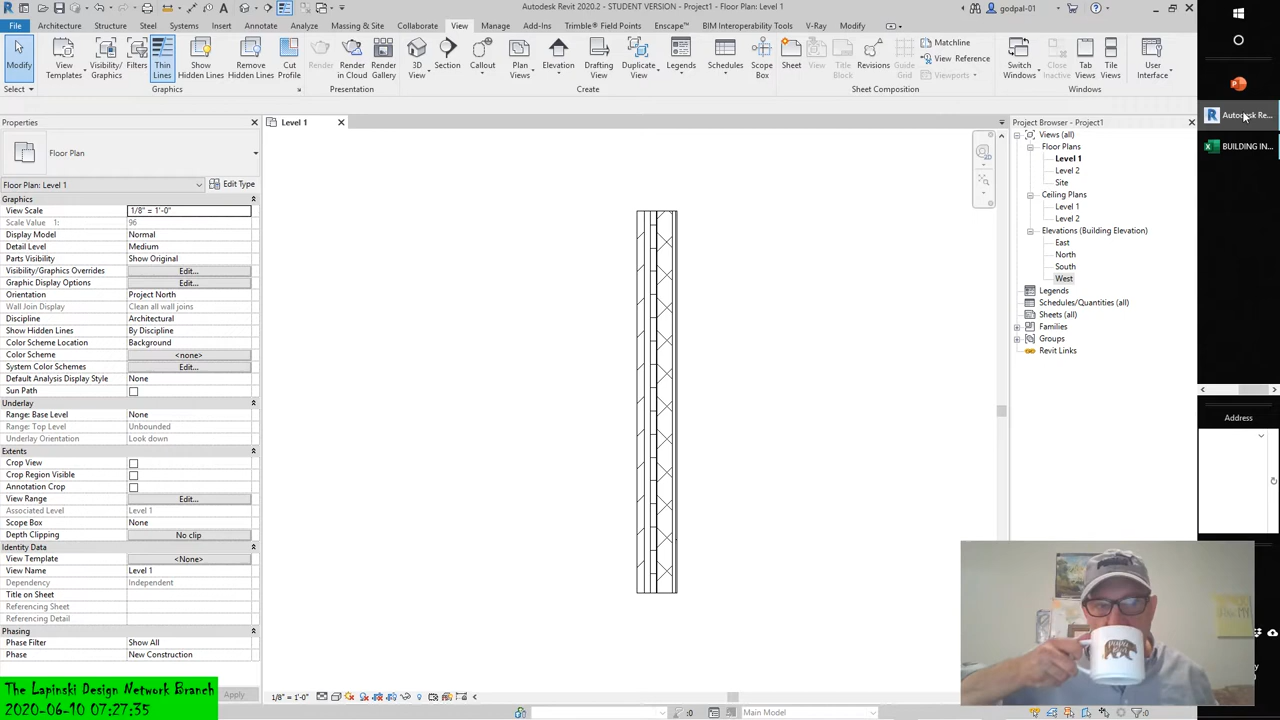 Autodesk Revit 2020.2 - STUDENT VERSION - Project1 - Floor Plan: Level 1
godpal-01
File Architecture Structure Steel Systems Insert Annotate Analyze Massing & Site Collaborate View Manage Add-Ins Trimble® Field Points Enscape™ BIM Interoperability Tools V-Ray Modify
Modify View Templates Visibility/ Graphics Filters Thin Lines Show Hidden Lines Remove Hidden Lines Cut Profile Render Render in Cloud Render Gallery 3D View Section Callout Plan Views Elevation Drafting View Duplicate View Legends Schedules Scope Box Sheet View Title Block Revisions Guide Grid Matchline View Reference Viewports Switch Windows Close Inactive Tab Views Tile Views User Interface
Select Graphics Presentation Create Sheet Composition Windows
Properties
Floor Plan
Floor Plan: Level 1 Edit Type
Graphics
View Scale 1/8" = 1'-0"
Scale Value 1: 96
Display Model Normal
Detail Level Medium
Parts Visibility Show Original
Visibility/Graphics Overrides Edit...
Graphic Display Options Edit...
Orientation Project North
Wall Join Display Clean all wall joins
Discipline Architectural
Show Hidden Lines By Discipline
Color Scheme Location Background
Color Scheme <none>
System Color Schemes Edit...
Default Analysis Display Style None
Sun Path
Underlay
Range: Base Level None
Range: Top Level Unbounded
Underlay Orientation Look down
Extents
Crop View
Crop Region Visible
Annotation Crop
View Range Edit...
Associated Level Level 1
Scope Box None
Depth Clipping No clip
Identity Data
View Template <None>
View Name Level 1
Dependency Independent
Title on Sheet
Referencing Sheet
Referencing Detail
Phasing
Phase Filter Show All
Phase New Construction
Apply
The Lapinski Design Network Branch
2020-06-10 07:27:35
Level 1
1/8" = 1'-0"
:0
Main Model
:0
Project Browser - Project1
Views (all)
Floor Plans
Level 1
Level 2
Site
Ceiling Plans
Level 1
Level 2
Elevations (Building Elevation)
East
North
South
West
Legends
Schedules/Quantities (all)
Sheets (all)
Families
Groups
Revit Links
Autodesk Re...
BUILDING IN...
Address
PAPA